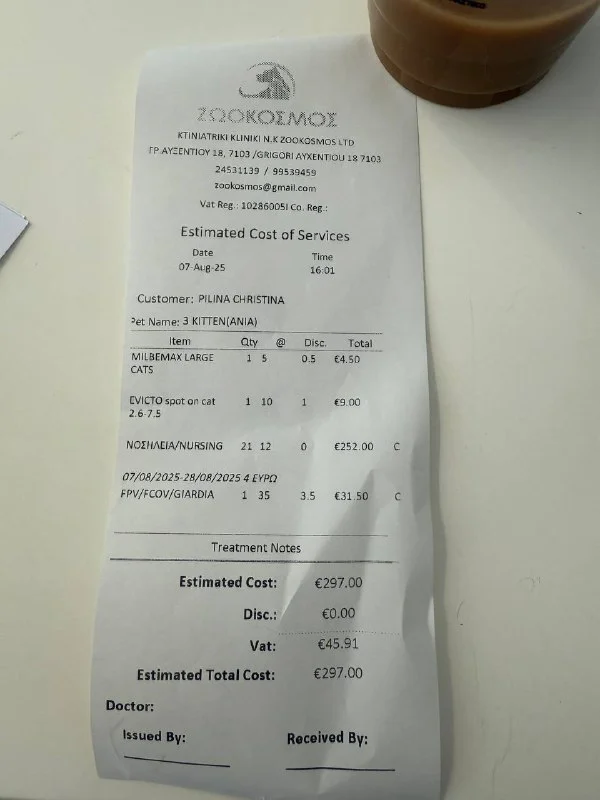 ΖΩΟΚΟΣΜΟΣ
KTINIATRIKI KLINIKI N.K ZOOKOSMOS LTD
ΓΡ.ΑΥΞΕΝΤΙΟΥ 18, 7103 /GRIGORI AYXENTIOU 18 7103
24531139 / 99539459
zookosmos@gmail.com
Vat Reg.: 10286005I Co. Reg.:
Estimated Cost of Services
Date Time
07-Aug-25 16:01
Customer: PILINA CHRISTINA
Pet Name: 3 KITTEN(ANIA)
Item Qty @ Disc. Total
MILBEMAX LARGE 1 5 0.5 €4.50
CATS
EVICTO spot on cat 1 10 1 €9.00
2.6-7.5
ΝΟΣΗΛΕΙΑ/NURSING 21 12 0 €252.00 C
07/08/2025-28/08/2025 4 ΕΥΡΩ
FPV/FCOV/GIARDIA 1 35 3.5 €31.50 C
Treatment Notes
Estimated Cost: €297.00
Disc.: €0.00
Vat: €45.91
Estimated Total Cost: €297.00
Doctor:
Issued By: Received By: